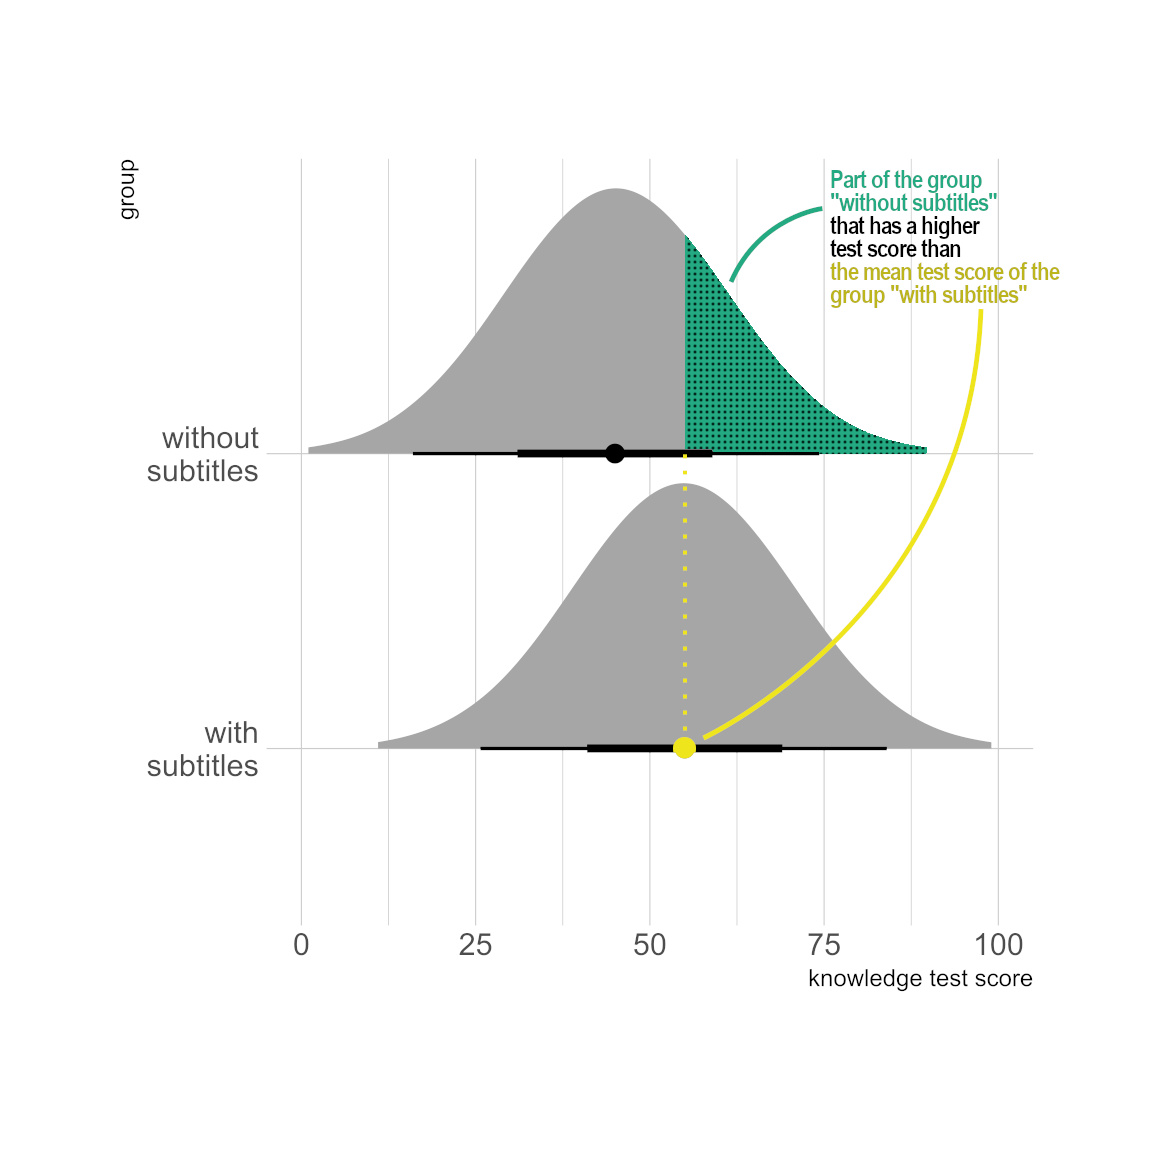 group
Part of the group
"without subtitles"
that has a higher
test score than
the mean test score of the
group "with subtitles"
without
subtitles
with
subtitles
0 25 50 75 100
knowledge test score